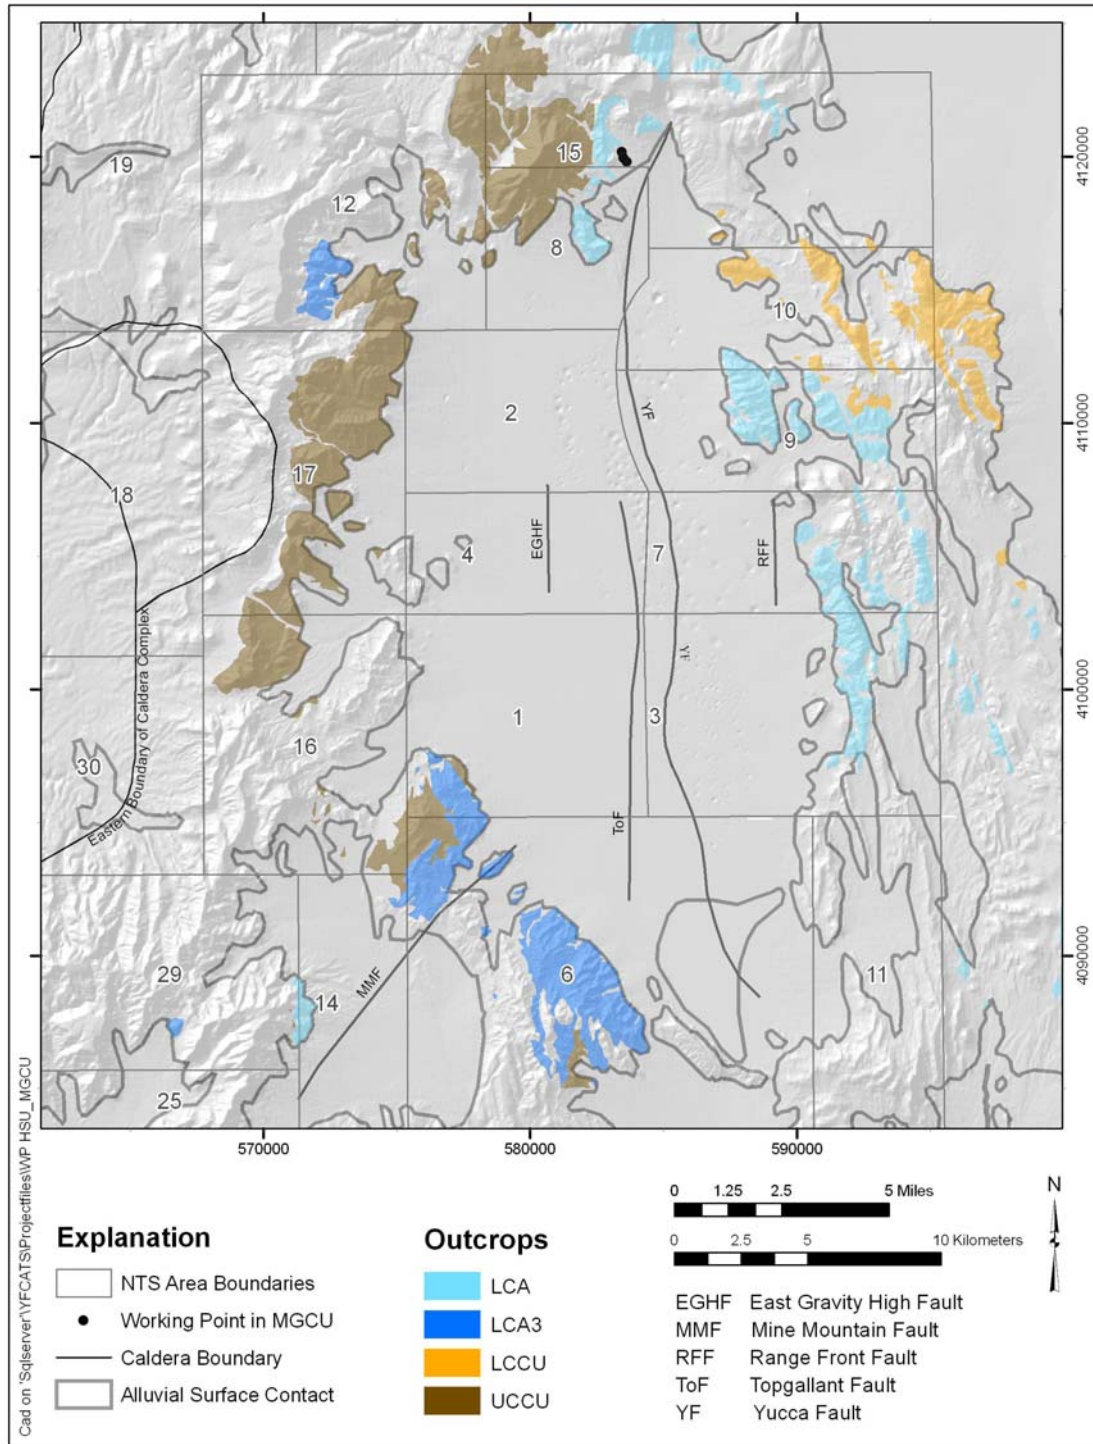 15
19
12
8
10
2
YF
9
17
18
EGHF
4
7
RFF
YF
1
3
16
30
Eastern Boundary of Caldera Complex
ToF
29
14
MMF
6
11
25
4120000
4110000
4100000
4090000
570000
580000
590000
Explanation
NTS Area Boundaries
Working Point in MGCU
Caldera Boundary
Alluvial Surface Contact
Outcrops
LCA
LCA3
LCCU
UCCU
0 1.25 2.5 5 Miles
0 2.5 5 10 Kilometers
N
EGHF East Gravity High Fault
MMF Mine Mountain Fault
RFF Range Front Fault
ToF Topgallant Fault
YF Yucca Fault
Cad on 'Sqlserver'\YFCATS\Projectfiles\WP HSU_MGCU